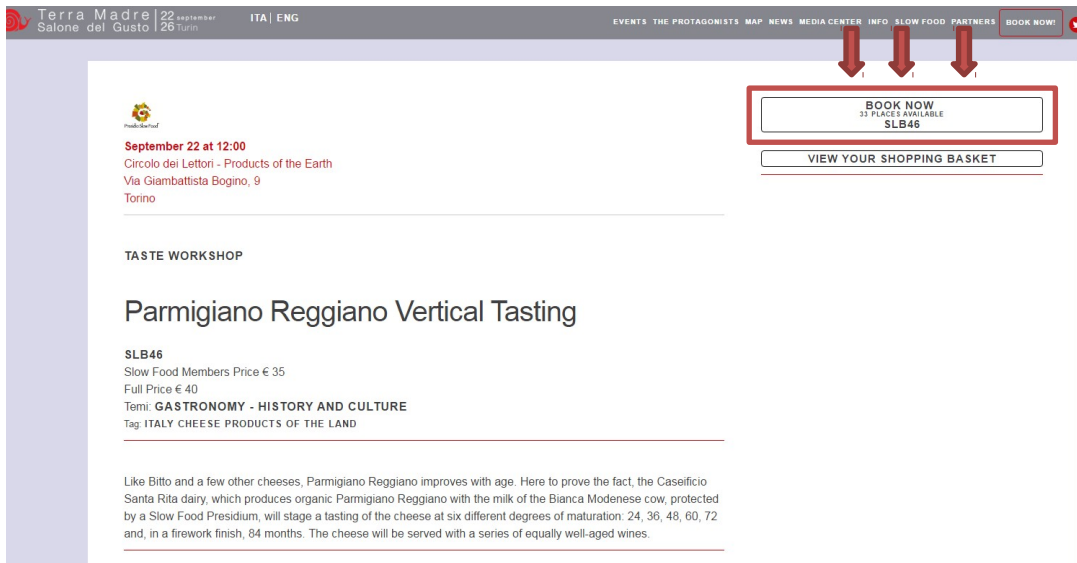 Terra Madre 22 september
Salone del Gusto 26 Turin
ITA | ENG
EVENTS THE PROTAGONISTS MAP NEWS MEDIA CENTER INFO SLOW FOOD PARTNERS BOOK NOW!
Presidio Slow Food
September 22 at 12:00
Circolo dei Lettori - Products of the Earth
Via Giambattista Bogino, 9
Torino
BOOK NOW
33 PLACES AVAILABLE
SLB46
VIEW YOUR SHOPPING BASKET
TASTE WORKSHOP
Parmigiano Reggiano Vertical Tasting
SLB46
Slow Food Members Price € 35
Full Price € 40
Temi: GASTRONOMY - HISTORY AND CULTURE
Tag: ITALY CHEESE PRODUCTS OF THE LAND
Like Bitto and a few other cheeses, Parmigiano Reggiano improves with age. Here to prove the fact, the Caseificio
Santa Rita dairy, which produces organic Parmigiano Reggiano with the milk of the Bianca Modenese cow, protected
by a Slow Food Presidium, will stage a tasting of the cheese at six different degrees of maturation: 24, 36, 48, 60, 72
and, in a firework finish, 84 months. The cheese will be served with a series of equally well-aged wines.